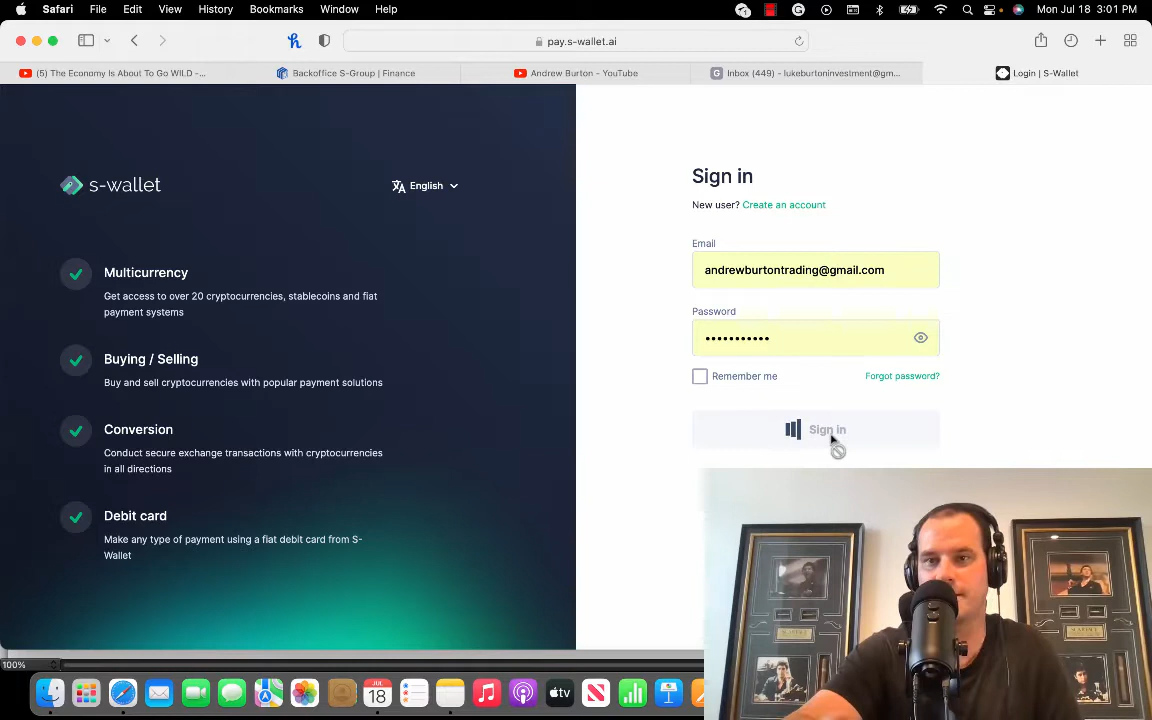 Safari File Edit View History Bookmarks Window Help Mon Jul 18 3:01 PM
pay.s-wallet.ai
(5) The Economy Is About To Go WILD -... Backoffice S-Group | Finance Andrew Burton - YouTube Inbox (449) - lukeburtoninvestment@gm... Login | S-Wallet
s-wallet
English
Multicurrency
Get access to over 20 cryptocurrencies, stablecoins and fiat
payment systems
Buying / Selling
Buy and sell cryptocurrencies with popular payment solutions
Conversion
Conduct secure exchange transactions with cryptocurrencies
in all directions
Debit card
Make any type of payment using a fiat debit card from S-
Wallet
Sign in
New user? Create an account
Email
andrewburtontrading@gmail.com
Password
•••••••••••
Remember me Forgot password?
Sign in
100%
JUL
18
tv